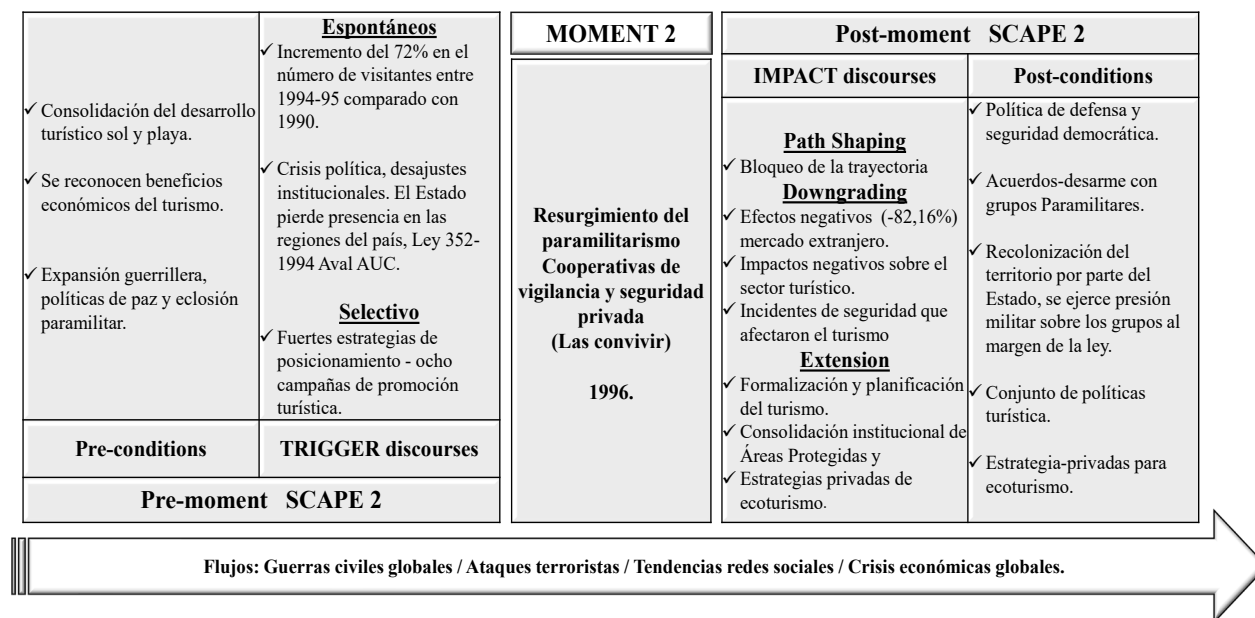 ✓ Consolidación del desarrollo
turístico sol y playa.
✓ Se reconocen beneficios
económicos del turismo.
✓ Expansión guerrillera,
políticas de paz y eclosión
paramilitar.
Pre-conditions
Espontáneos
✓ Incremento del 72% en el
número de visitantes entre
1994-95 comparado con
1990.
✓ Crisis política, desajustes
institucionales. El Estado
pierde presencia en las
regiones del país, Ley 352-
1994 Aval AUC.
Selectivo
✓ Fuertes estrategias de
posicionamiento - ocho
campañas de promoción
turística.
TRIGGER discourses
Pre-moment SCAPE 2
MOMENT 2
Resurgimiento del
paramilitarismo
Cooperativas de
vigilancia y seguridad
privada
(Las convivir)
1996.
Post-moment SCAPE 2
IMPACT discourses
Path Shaping
✓ Bloqueo de la trayectoria
Downgrading
✓ Efectos negativos (-82,16%)
mercado extranjero.
✓ Impactos negativos sobre el
sector turístico.
✓ Incidentes de seguridad que
afectaron el turismo
Extension
✓ Formalización y planificación
del turismo.
✓ Consolidación institucional de
Áreas Protegidas y
✓ Estrategias privadas de
ecoturismo.
Post-conditions
✓ Política de defensa y
seguridad democrática.
✓ Acuerdos-desarme con
grupos Paramilitares.
✓ Recolonización del
territorio por parte del
Estado, se ejerce presión
militar sobre los grupos al
margen de la ley.
✓ Conjunto de políticas
turística.
✓ Estrategia-privadas para
ecoturismo.
Flujos: Guerras civiles globales / Ataques terroristas / Tendencias redes sociales / Crisis económicas globales.